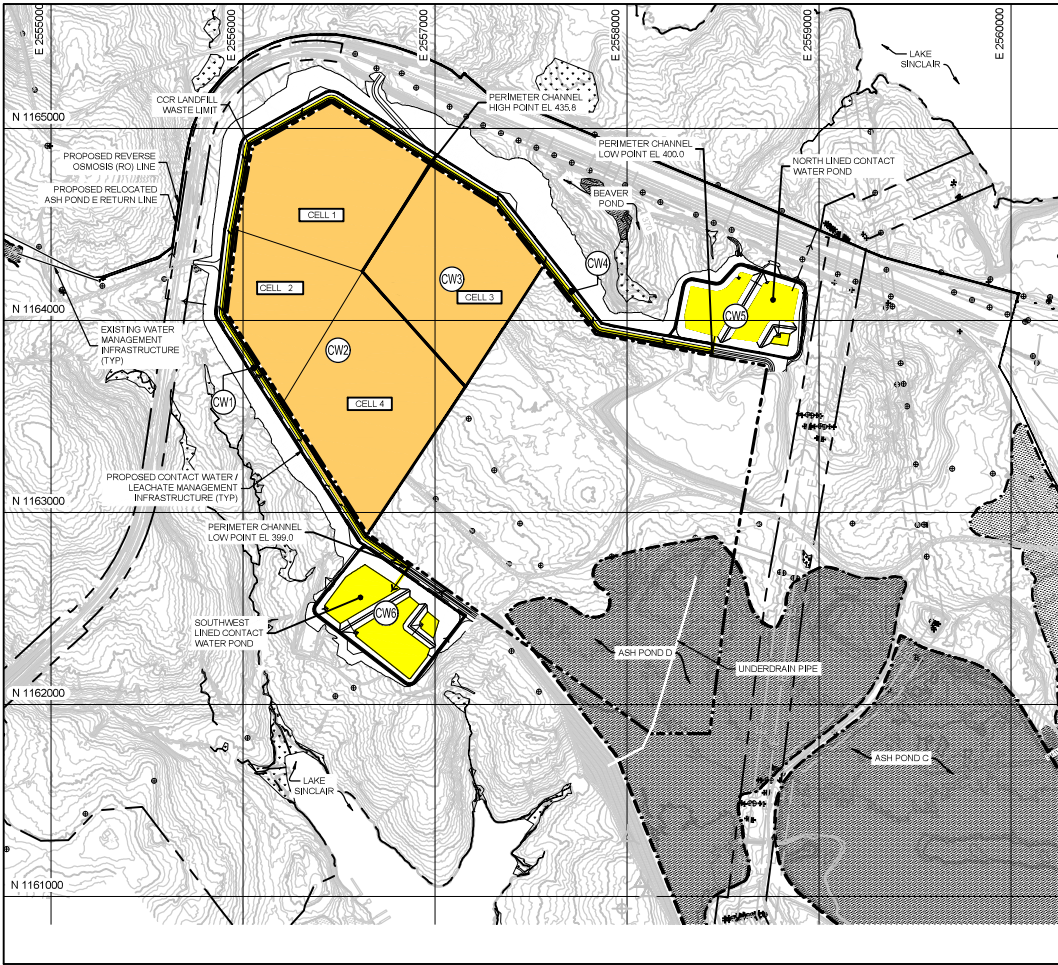 E 2555000
E 2556000
E 2557000
E 2558000
E 2559000
E 2560000
LAKE
SINCLAIR
CCR LANDFILL
WASTE LIMIT
PERIMETER CHANNEL
HIGH POINT EL 435.8
N 1165000
PROPOSED REVERSE
OSMOSIS (RO) LINE
PERIMETER CHANNEL
LOW POINT EL 400.0
NORTH LINED CONTACT
WATER POND
PROPOSED RELOCATED
ASH POND E RETURN LINE
BEAVER
POND
CELL 1
CW4
CW3
CELL 2
CELL 3
N 1164000
CW5
EXISTING WATER
MANAGEMENT
INFRASTRUCTURE
(TYP)
CW2
CW1
CELL 4
PROPOSED CONTACT WATER /
LEACHATE MANAGEMENT
INFRASTRUCTURE (TYP)
N 1163000
PERIMETER CHANNEL
LOW POINT EL 399.0
CW6
SOUTHWEST
LINED CONTACT
WATER POND
ASH POND D
UNDERDRAIN PIPE
N 1162000
ASH POND C
LAKE
SINCLAIR
N 1161000